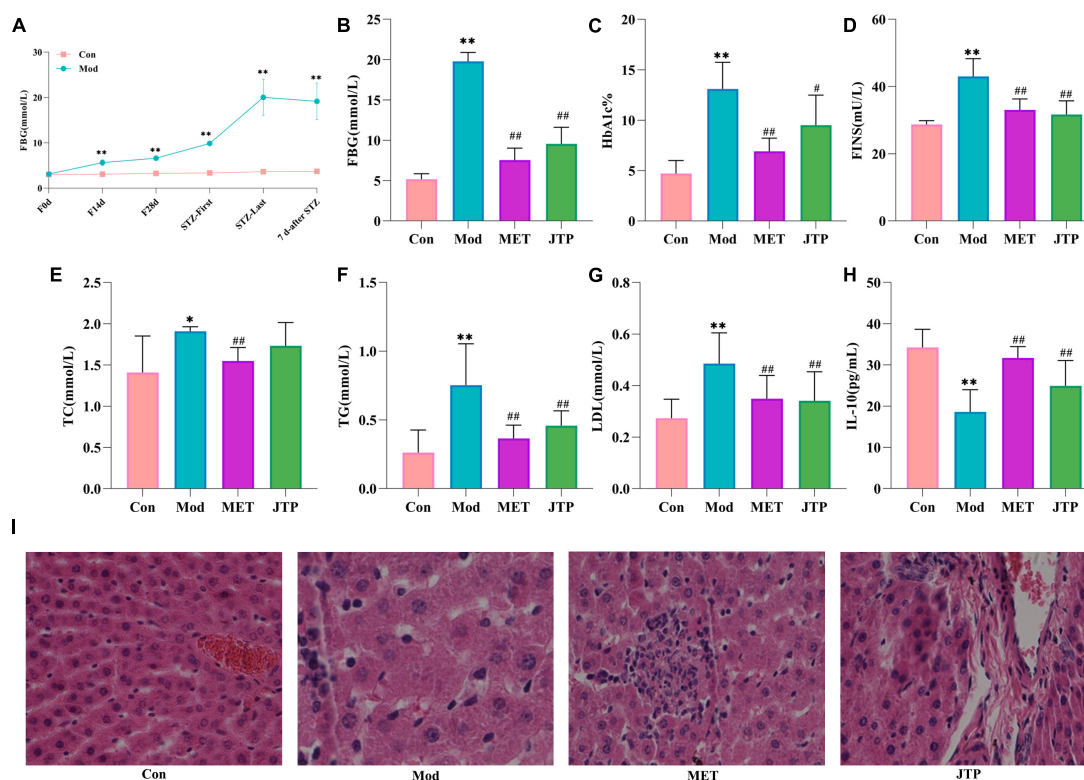 A
FBG(mmol/L)
30
20
10
0
Con
Mod
**
**
**
**
**
F0d
F14d
F28d
STZ-First
STZ-Last
7 d-after STZ
B
FBG(mmol/L)
25
20
15
10
5
0
**
##
##
Con Mod MET JTP
C
HbA1c%
20
15
10
5
0
**
##
#
Con Mod MET JTP
D
FINS(mU/L)
60
40
20
0
**
##
##
Con Mod MET JTP
E
TC(mmol/L)
2.5
2.0
1.5
1.0
0.5
0.0
*
##
Con Mod MET JTP
F
TG(mmol/L)
1.5
1.0
0.5
0.0
**
##
##
Con Mod MET JTP
G
LDL(mmol/L)
0.8
0.6
0.4
0.2
0.0
**
##
##
Con Mod MET JTP
H
IL-10(pg/mL)
50
40
30
20
10
0
**
##
##
Con Mod MET JTP
I
Con Mod MET JTP